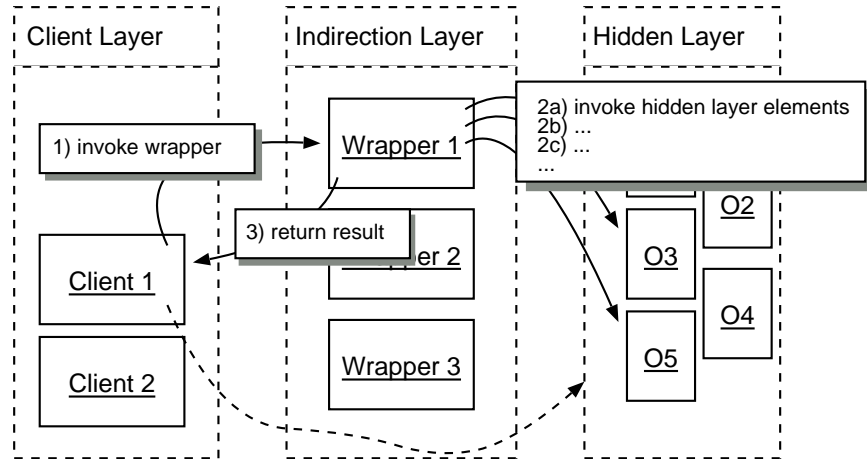 Client Layer
Indirection Layer
Hidden Layer
1) invoke wrapper
Wrapper 1
2a) invoke hidden layer elements
2b) ...
2c) ...
...
3) return result
Wrapper 2
Wrapper 3
Client 1
Client 2
O2
O3
O4
O5